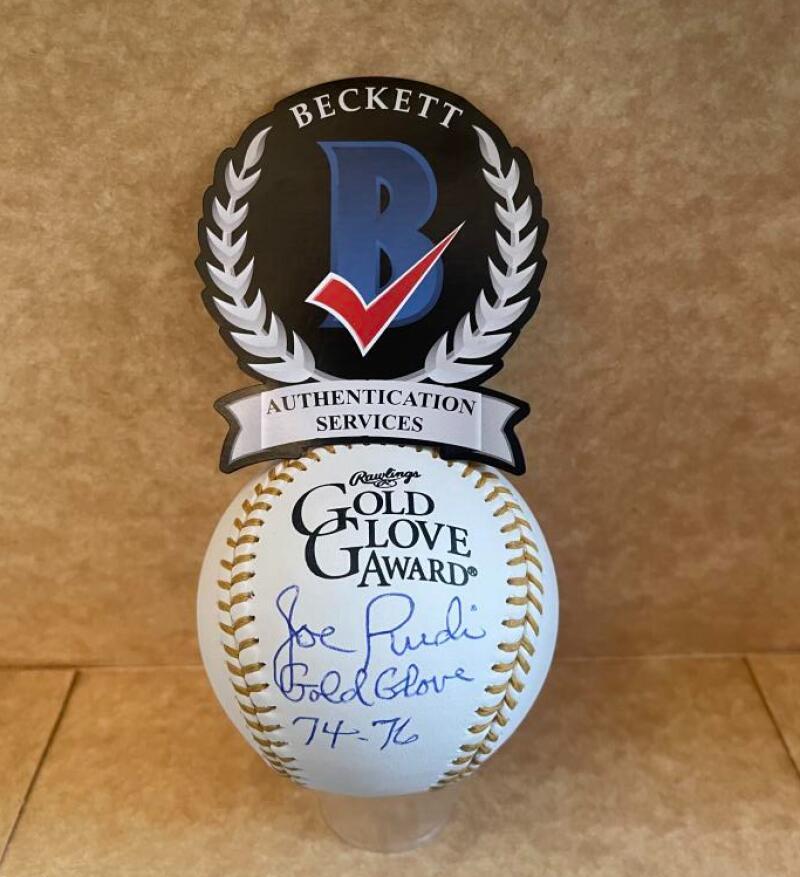 BECKETT
B
AUTHENTICATION
SERVICES
Rawlings
GOLD
GLOVE
AWARD®
Joe Rudi
Gold Glove
74-76